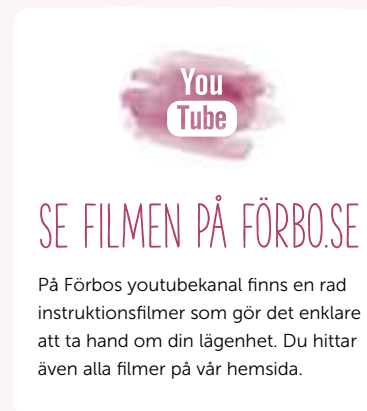 You
Tube
SE FILMEN PÅ FÖRBO.SE
På Förbos youtubekanal finns en rad
instruktionsfilmer som gör det enklare
att ta hand om din lägenhet. Du hittar
även alla filmer på vår hemsida.